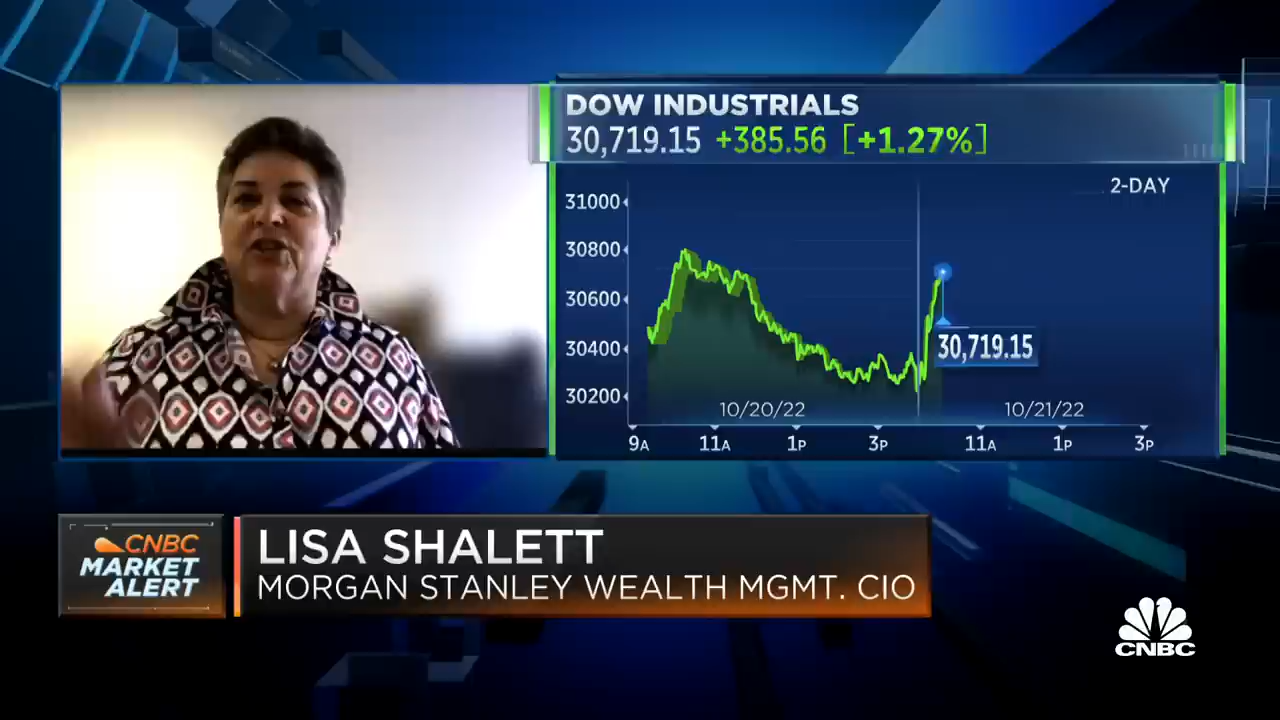 DOW INDUSTRIALS
30,719.15 +385.56 [+1.27%]
2-DAY
31000
30800
30600
30400
30200
30,719.15
10/20/22
10/21/22
9A 11A 1P 3P 11A 1P 3P
CNBC
MARKET
ALERT
LISA SHALETT
MORGAN STANLEY WEALTH MGMT. CIO
CNBC